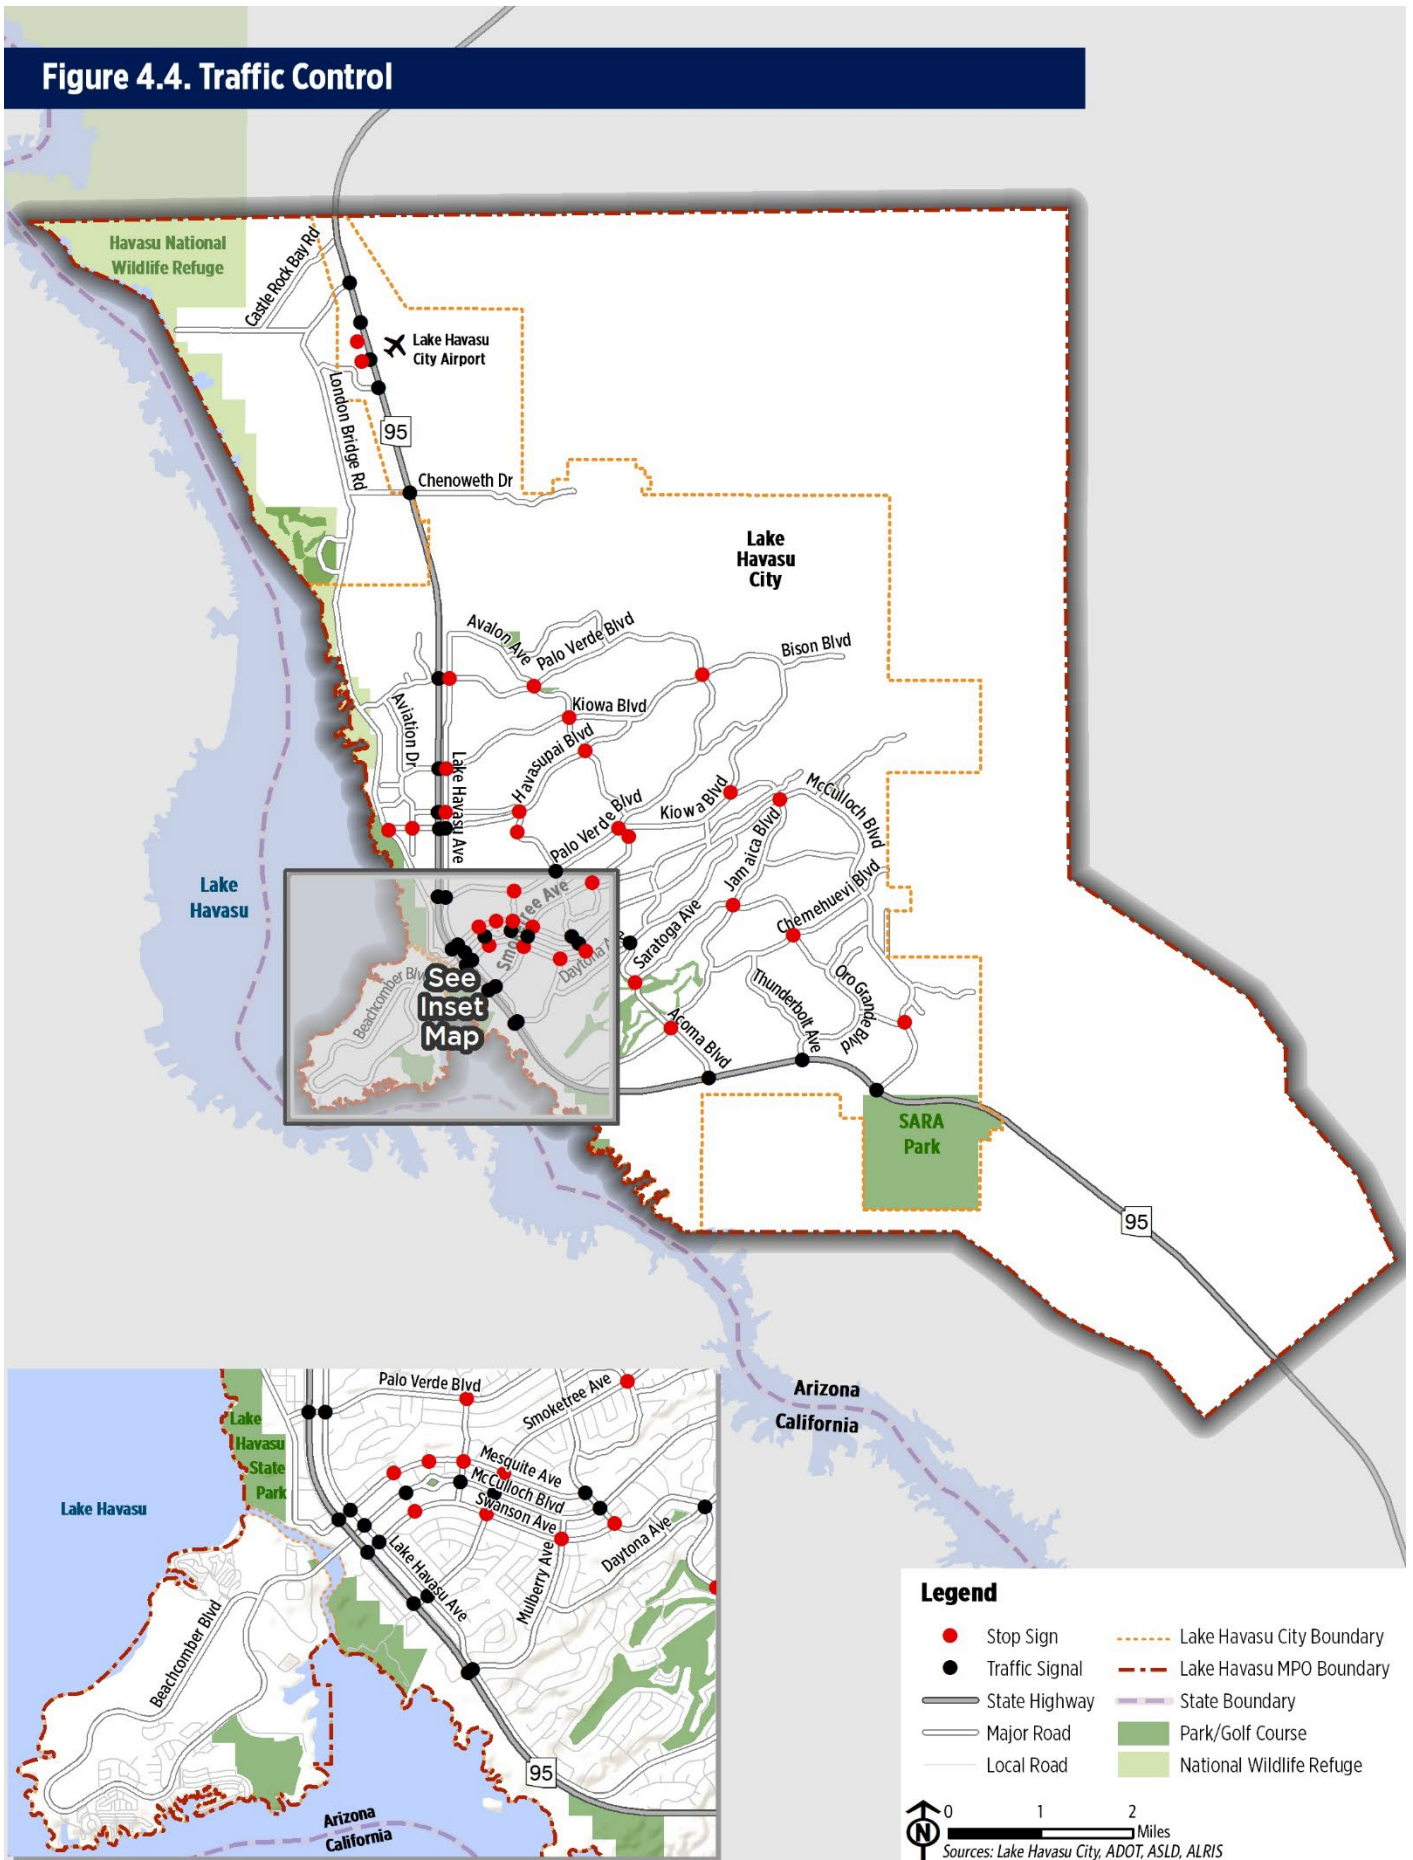 Figure 4.4. Traffic Control
Havasu National
Wildlife Refuge
Castle Rock Bay Rd
Lake Havasu
City Airport
London Bridge Rd
95
Chenoweth Dr
Lake
Havasu
City
Avalon Ave
Palo Verde Blvd
Bison Blvd
Kiowa Blvd
Aviation Dr
Havasupai Blvd
Lake Havasu Ave
Palo Verde Blvd
Kiowa Blvd
McCulloch Blvd
Jamaica Blvd
Chemehuevi Blvd
Lake
Havasu
Smoketree Ave
Saratoga Ave
Daytona A
Beachcomber Blv
See
Inset
Map
Thunderbolt Ave
Oro Grande Blvd
Acoma Blvd
SARA
Park
95
Arizona
California
Palo Verde Blvd
Smoketree Ave
Lake
Havasu
State
Park
Mesquite Ave
McCulloch Blvd
Swanson Ave
Lake Havasu
Daytona Ave
Lake Havasu Ave
Mulberry Ave
Beachcomber Blvd
95
Arizona
California
Legend
Stop Sign
Traffic Signal
State Highway
Major Road
Local Road
Lake Havasu City Boundary
Lake Havasu MPO Boundary
State Boundary
Park/Golf Course
National Wildlife Refuge
N
0 1 2
Miles
Sources: Lake Havasu City, ADOT, ASLD, ALRIS